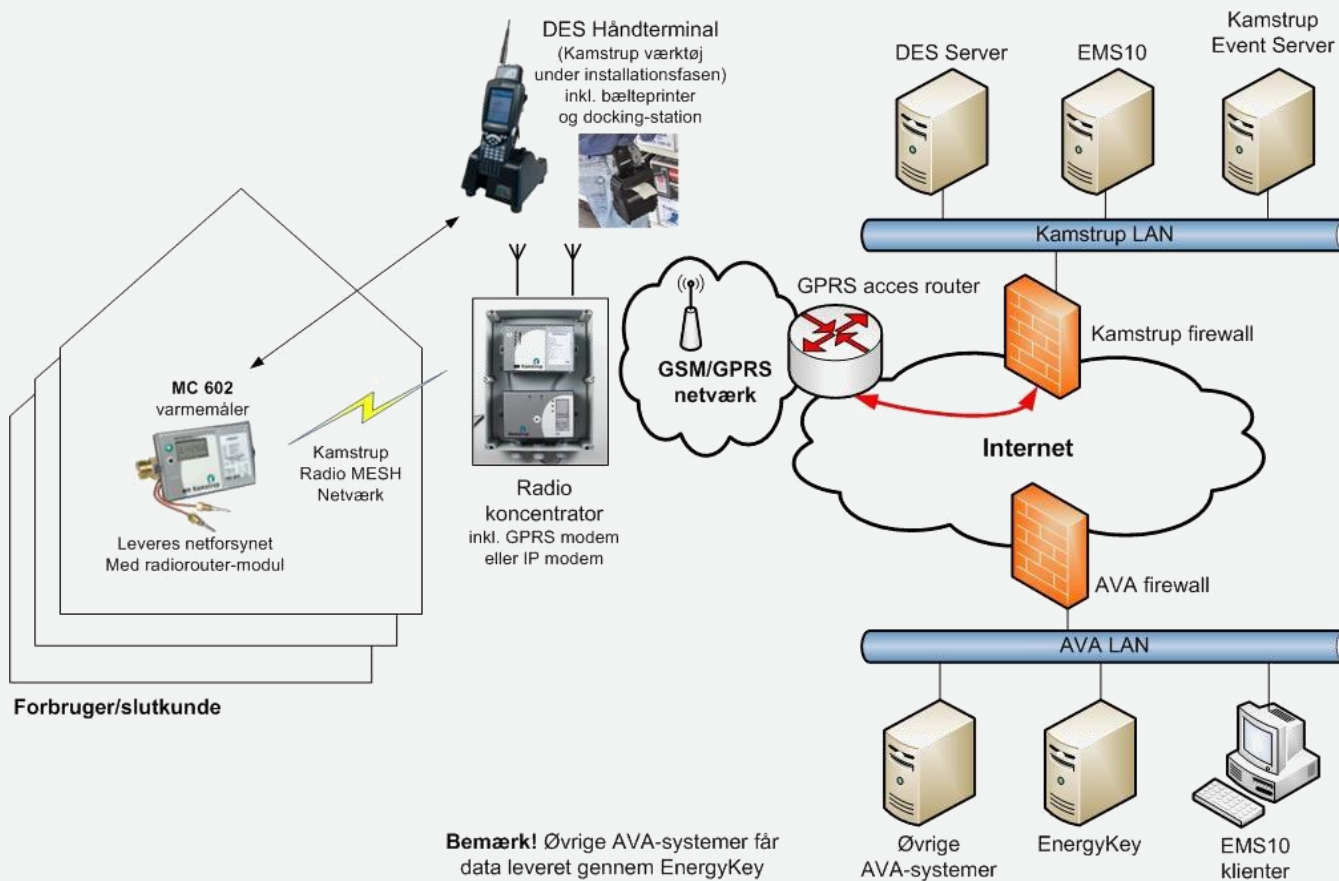 DES Håndterminal
(Kamstrup værktøj
under installationsfasen)
inkl. bælteprinter
og docking-station
DES Server
EMS10
Kamstrup
Event Server
Kamstrup LAN
GPRS acces router
Kamstrup firewall
GSM/GPRS
netværk
Internet
MC 602
varmemåler
Kamstrup
Radio MESH
Netværk
Leveres netforsynet
Med radiorouter-modul
Radio
koncentrator
inkl. GPRS modem
eller IP modem
AVA firewall
AVA LAN
Forbruger/slutkunde
Bemærk! Øvrige AVA-systemer får
data leveret gennem EnergyKey
Øvrige
AVA-systemer
EnergyKey
EMS10
klienter